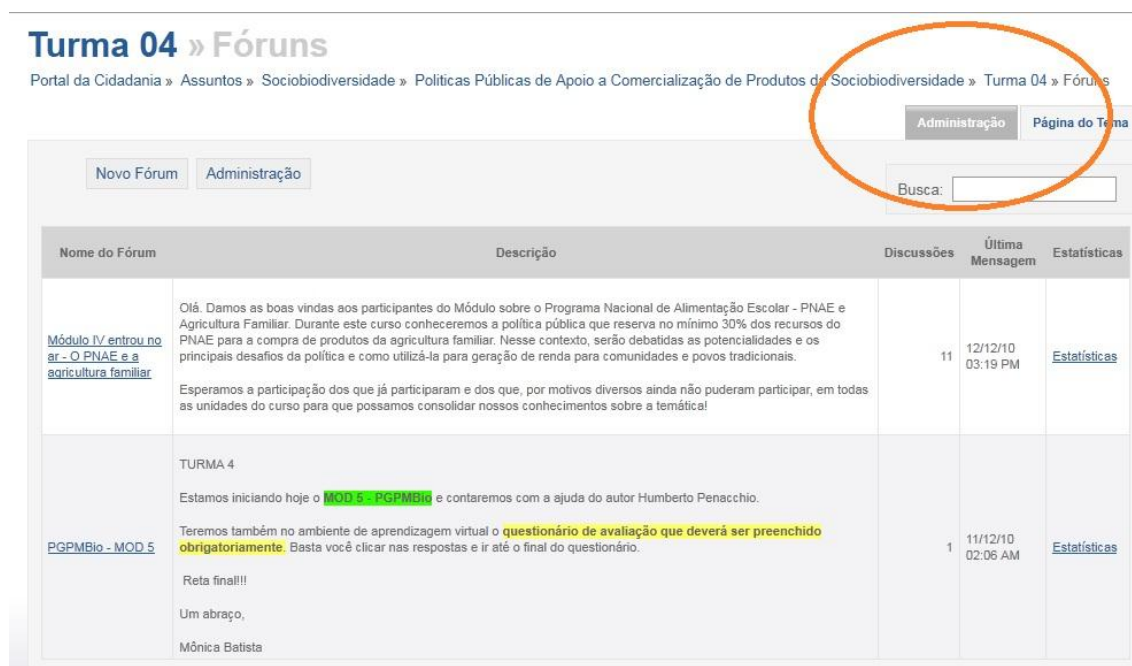 Turma 04 » Fóruns
Portal da Cidadania » Assuntos » Sociobiodiversidade » Politicas Públicas de Apoio a Comercialização de Produtos da Sociobiodiversidade » Turma 04 » Fóruns
Administração Página do Tema
Novo Fórum Administração
Busca:
Nome do Fórum Descrição Discussões Última Mensagem Estatísticas
Módulo IV entrou no
ar - O PNAE e a
agricultura familiar
Olá. Damos as boas vindas aos participantes do Módulo sobre o Programa Nacional de Alimentação Escolar - PNAE e
Agricultura Familiar. Durante este curso conheceremos a política pública que reserva no mínimo 30% dos recursos do
PNAE para a compra de produtos da agricultura familiar. Nesse contexto, serão debatidas as potencialidades e os
principais desafios da política e como utilizá-la para geração de renda para comunidades e povos tradicionais.
Esperamos a participação dos que já participaram e dos que, por motivos diversos ainda não puderam participar, em todas
as unidades do curso para que possamos consolidar nossos conhecimentos sobre a temática!
11
12/12/10
03:19 PM
Estatísticas
PGPMBio - MOD 5
TURMA 4
Estamos iniciando hoje o MOD 5 - PGPMBio e contaremos com a ajuda do autor Humberto Penacchio.
Teremos também no ambiente de aprendizagem virtual o questionário de avaliação que deverá ser preenchido
obrigatoriamente. Basta você clicar nas respostas e ir até o final do questionário.
Reta final!!!
Um abraço,
Mônica Batista
1
11/12/10
02:06 AM
Estatísticas